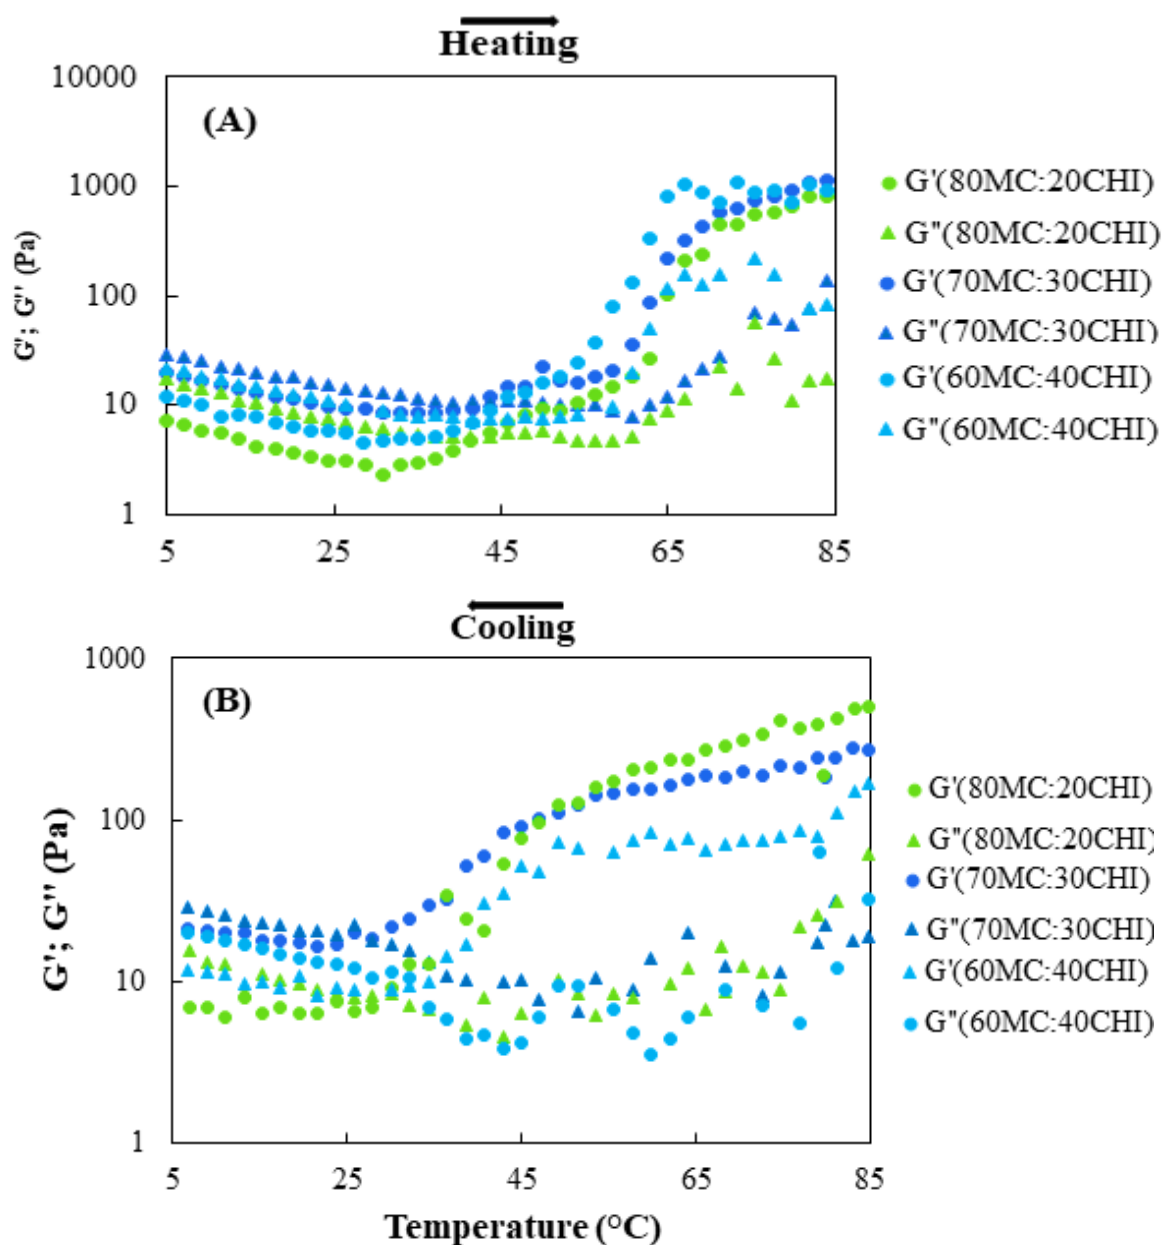 Heating
10000
(A)
1000
100
10
1
G'; G'' (Pa)
5
25
45
65
85
G'(80MC:20CHI)
G"(80MC:20CHI)
G'(70MC:30CHI)
G"(70MC:30CHI)
G'(60MC:40CHI)
G"(60MC:40CHI)
Cooling
1000
(B)
100
10
1
G'; G'' (Pa)
5
25
45
65
85
Temperature (°C)
G'(80MC:20CHI)
G"(80MC:20CHI)
G'(70MC:30CHI)
G"(70MC:30CHI)
G'(60MC:40CHI)
G"(60MC:40CHI)